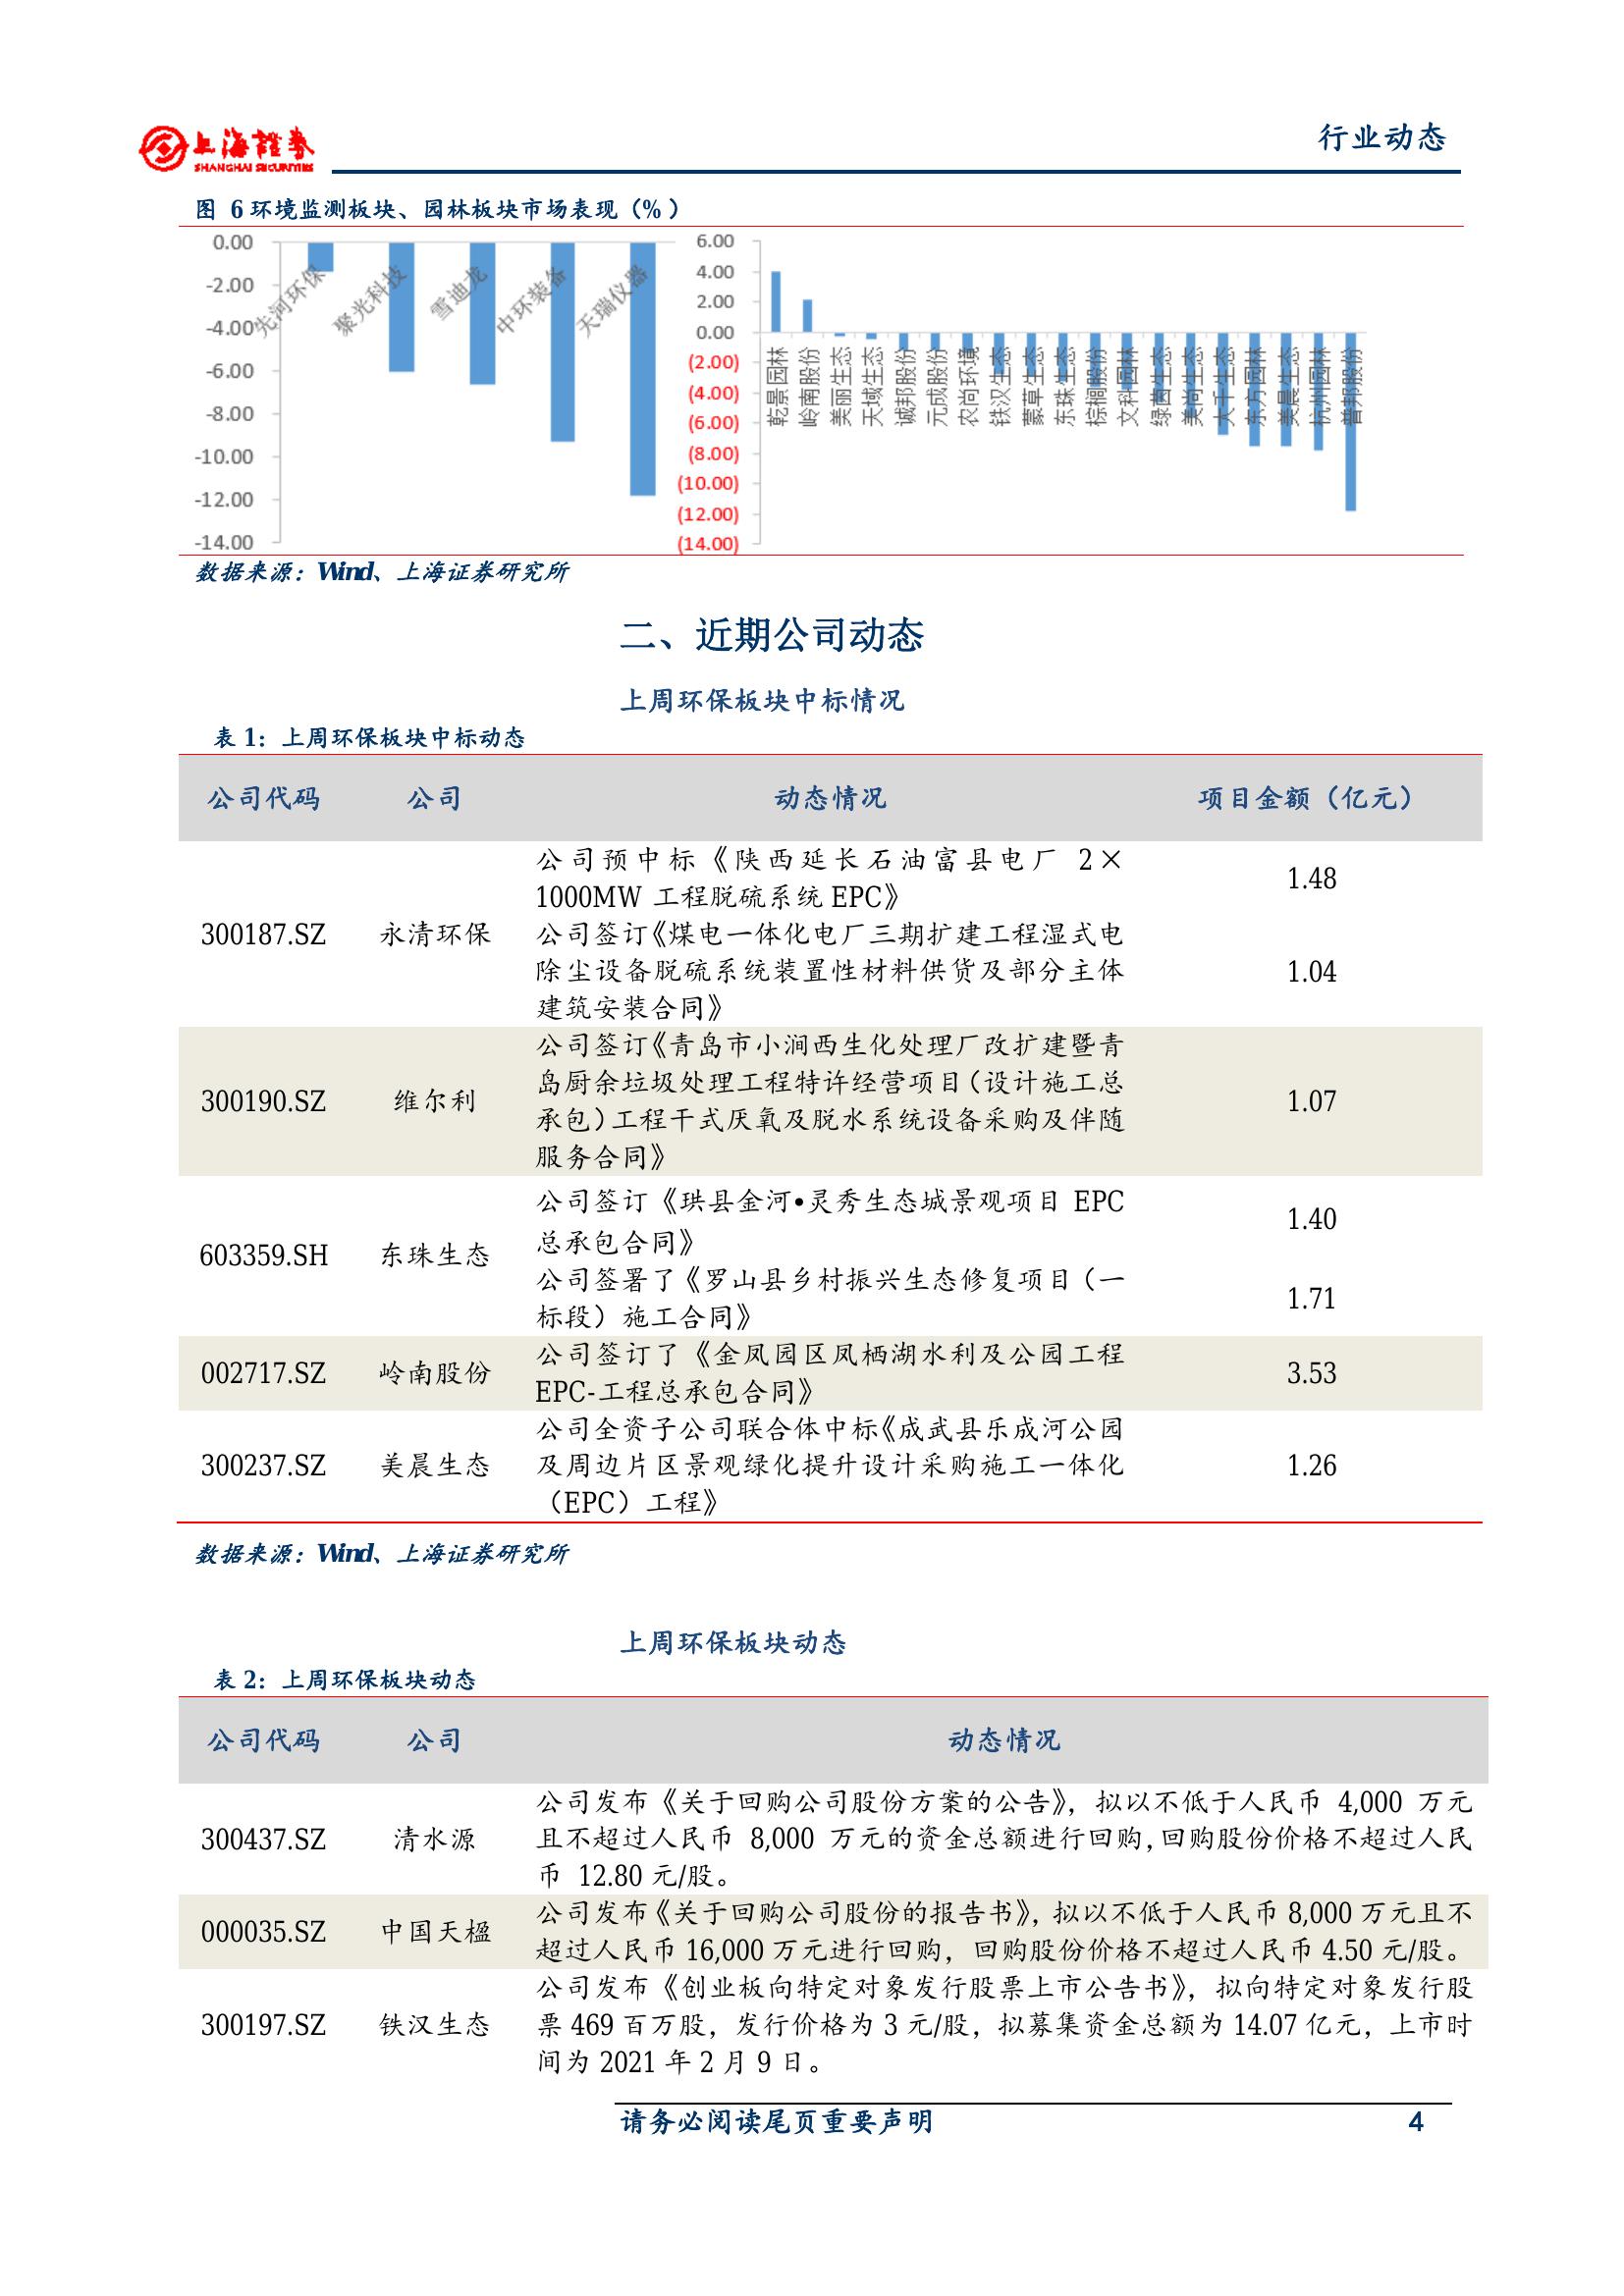 上海證券
SHANGHAI SECURITIES
行业动态
图 6 环境监测板块、园林板块市场表现（%）
0.00
-2.00
-4.00
-6.00
-8.00
-10.00
-12.00
-14.00
先河环保
聚光科技
雪迪龙
中环装备
天瑞仪器
6.00
4.00
2.00
0.00
(2.00)
(4.00)
(6.00)
(8.00)
(10.00)
(12.00)
(14.00)
乾景园林
岭南股份
美丽生态
天域生态
诚邦股份
元成股份
农尚环境
铁汉生态
蒙草生态
东珠生态
棕榈股份
文科园林
绿茵生态
美尚生态
大千生态
东方园林
美晨生态
杭州园林
普邦股份
数据来源：Wind、上海证券研究所
二、近期公司动态
上周环保板块中标情况
表 1：上周环保板块中标动态
公司代码 公司 动态情况 项目金额（亿元）
公司预中标《陕西延长石油富县电厂 2×
1000MW 工程脱硫系统 EPC》
1.48
300187.SZ 永清环保
公司签订《煤电一体化电厂三期扩建工程湿式电
除尘设备脱硫系统装置性材料供货及部分主体
建筑安装合同》
1.04
300190.SZ 维尔利
公司签订《青岛市小涧西生化处理厂改扩建暨青
岛厨余垃圾处理工程特许经营项目（设计施工总
承包）工程干式厌氧及脱水系统设备采购及伴随
服务合同》
1.07
603359.SH 东珠生态
公司签订《珙县金河•灵秀生态城景观项目 EPC
总承包合同》
1.40
公司签署了《罗山县乡村振兴生态修复项目（一
标段）施工合同》
1.71
002717.SZ 岭南股份
公司签订了《金凤园区凤栖湖水利及公园工程
EPC-工程总承包合同》
3.53
300237.SZ 美晨生态
公司全资子公司联合体中标《成武县乐成河公园
及周边片区景观绿化提升设计采购施工一体化
（EPC）工程》
1.26
数据来源：Wind、上海证券研究所
上周环保板块动态
表 2：上周环保板块动态
公司代码 公司 动态情况
300437.SZ 清水源
公司发布《关于回购公司股份方案的公告》，拟以不低于人民币 4,000 万元
且不超过人民币 8,000 万元的资金总额进行回购，回购股份价格不超过人民
币 12.80 元/股。
000035.SZ 中国天楹
公司发布《关于回购公司股份的报告书》，拟以不低于人民币 8,000 万元且不
超过人民币 16,000 万元进行回购，回购股份价格不超过人民币 4.50 元/股。
300197.SZ 铁汉生态
公司发布《创业板向特定对象发行股票上市公告书》，拟向特定对象发行股
票 469 百万股，发行价格为 3 元/股，拟募集资金总额为 14.07 亿元，上市时
间为 2021 年 2 月 9 日。
请务必阅读尾页重要声明 4